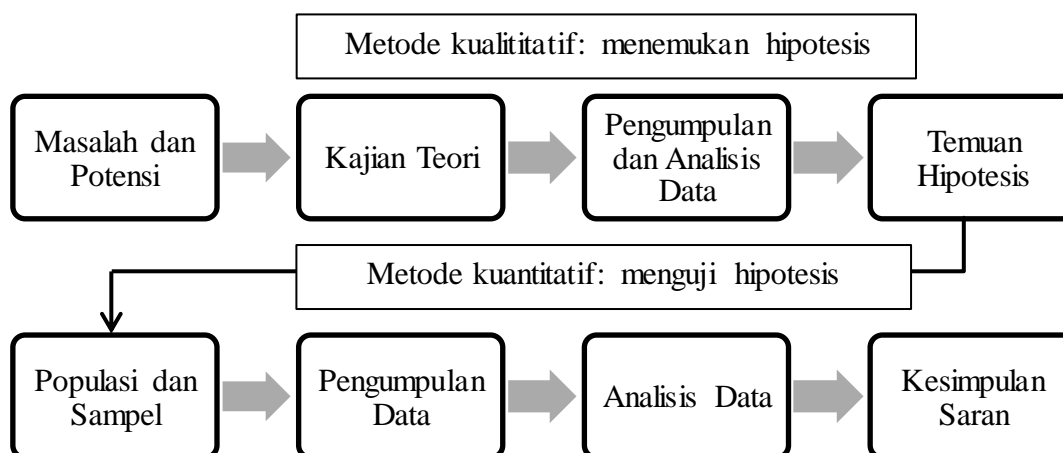 Metode kualititatif: menemukan hipotesis
Masalah dan
Potensi
Kajian Teori
Pengumpulan
dan Analisis
Data
Temuan
Hipotesis
Metode kuantitatif: menguji hipotesis
Populasi dan
Sampel
Pengumpulan
Data
Analisis Data
Kesimpulan
Saran